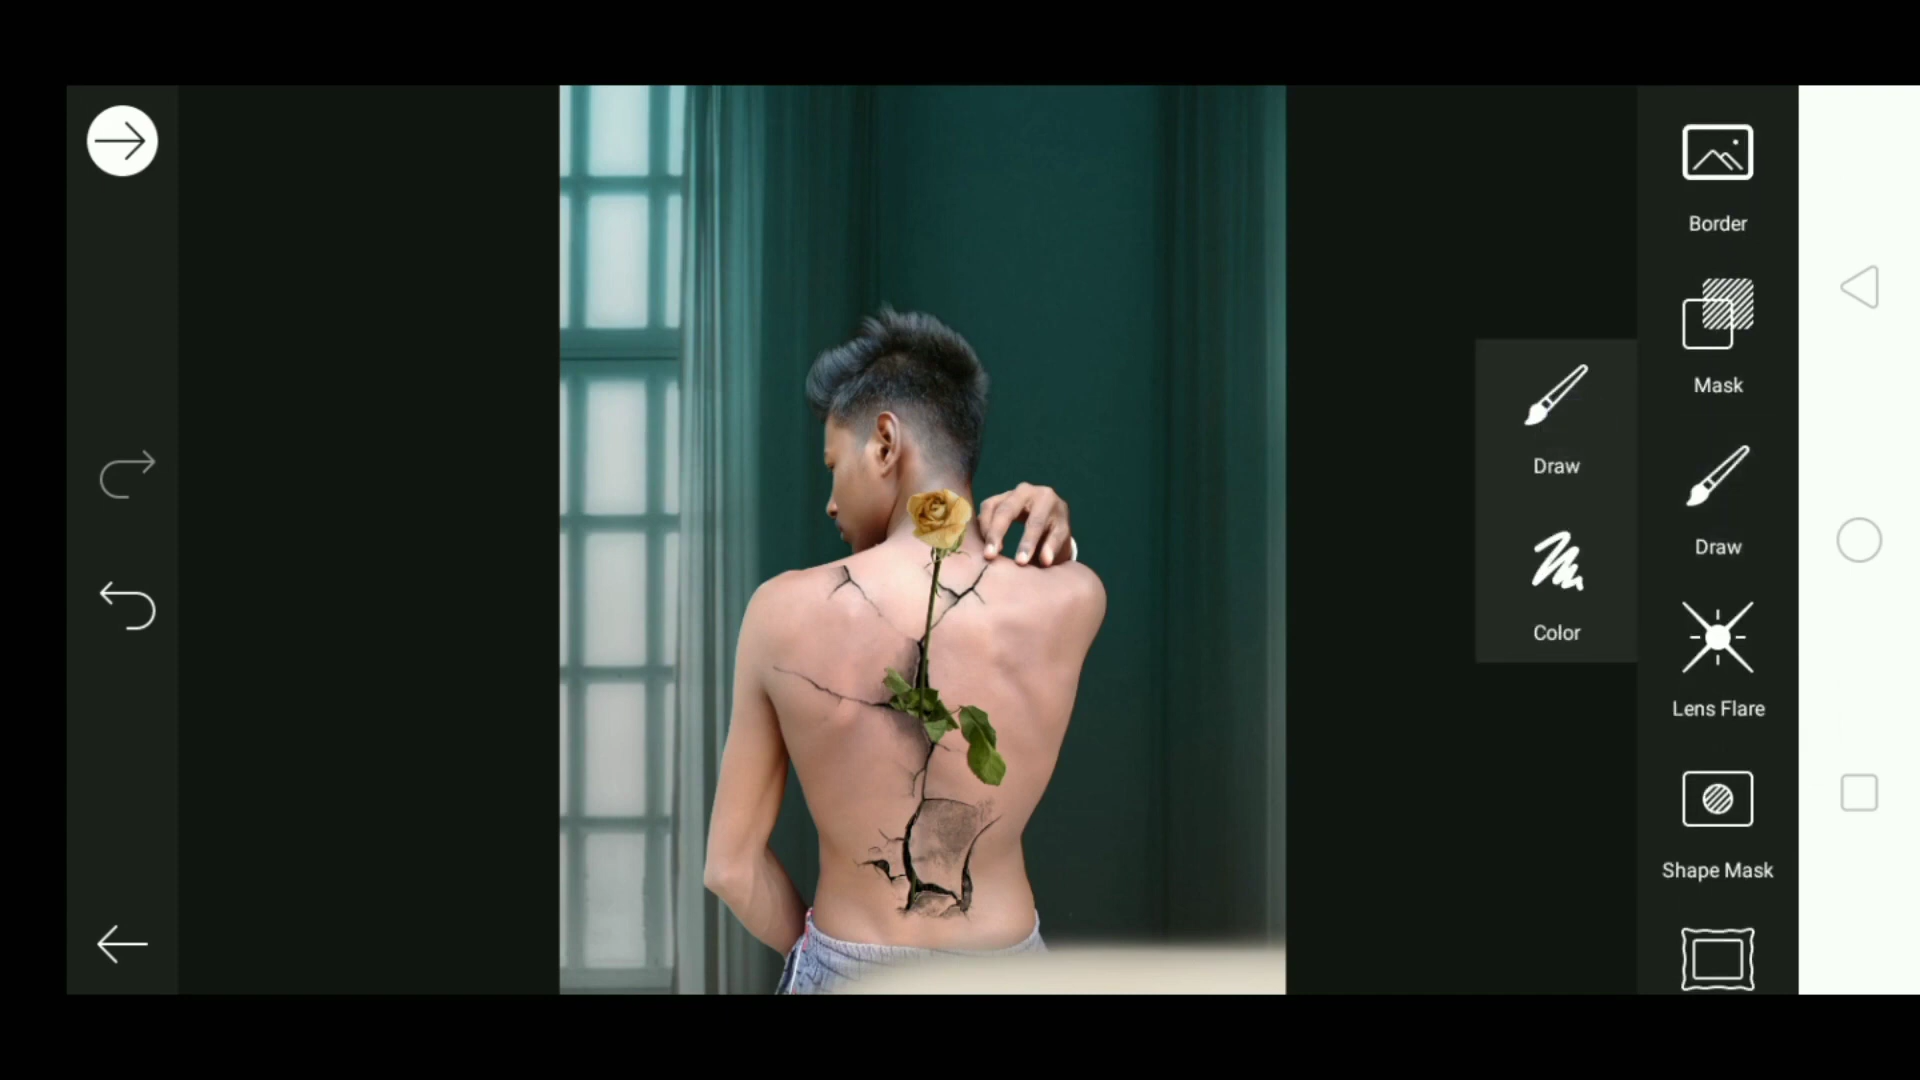 Border
Mask
Draw
Draw
Color
Lens Flare
Shape Mask